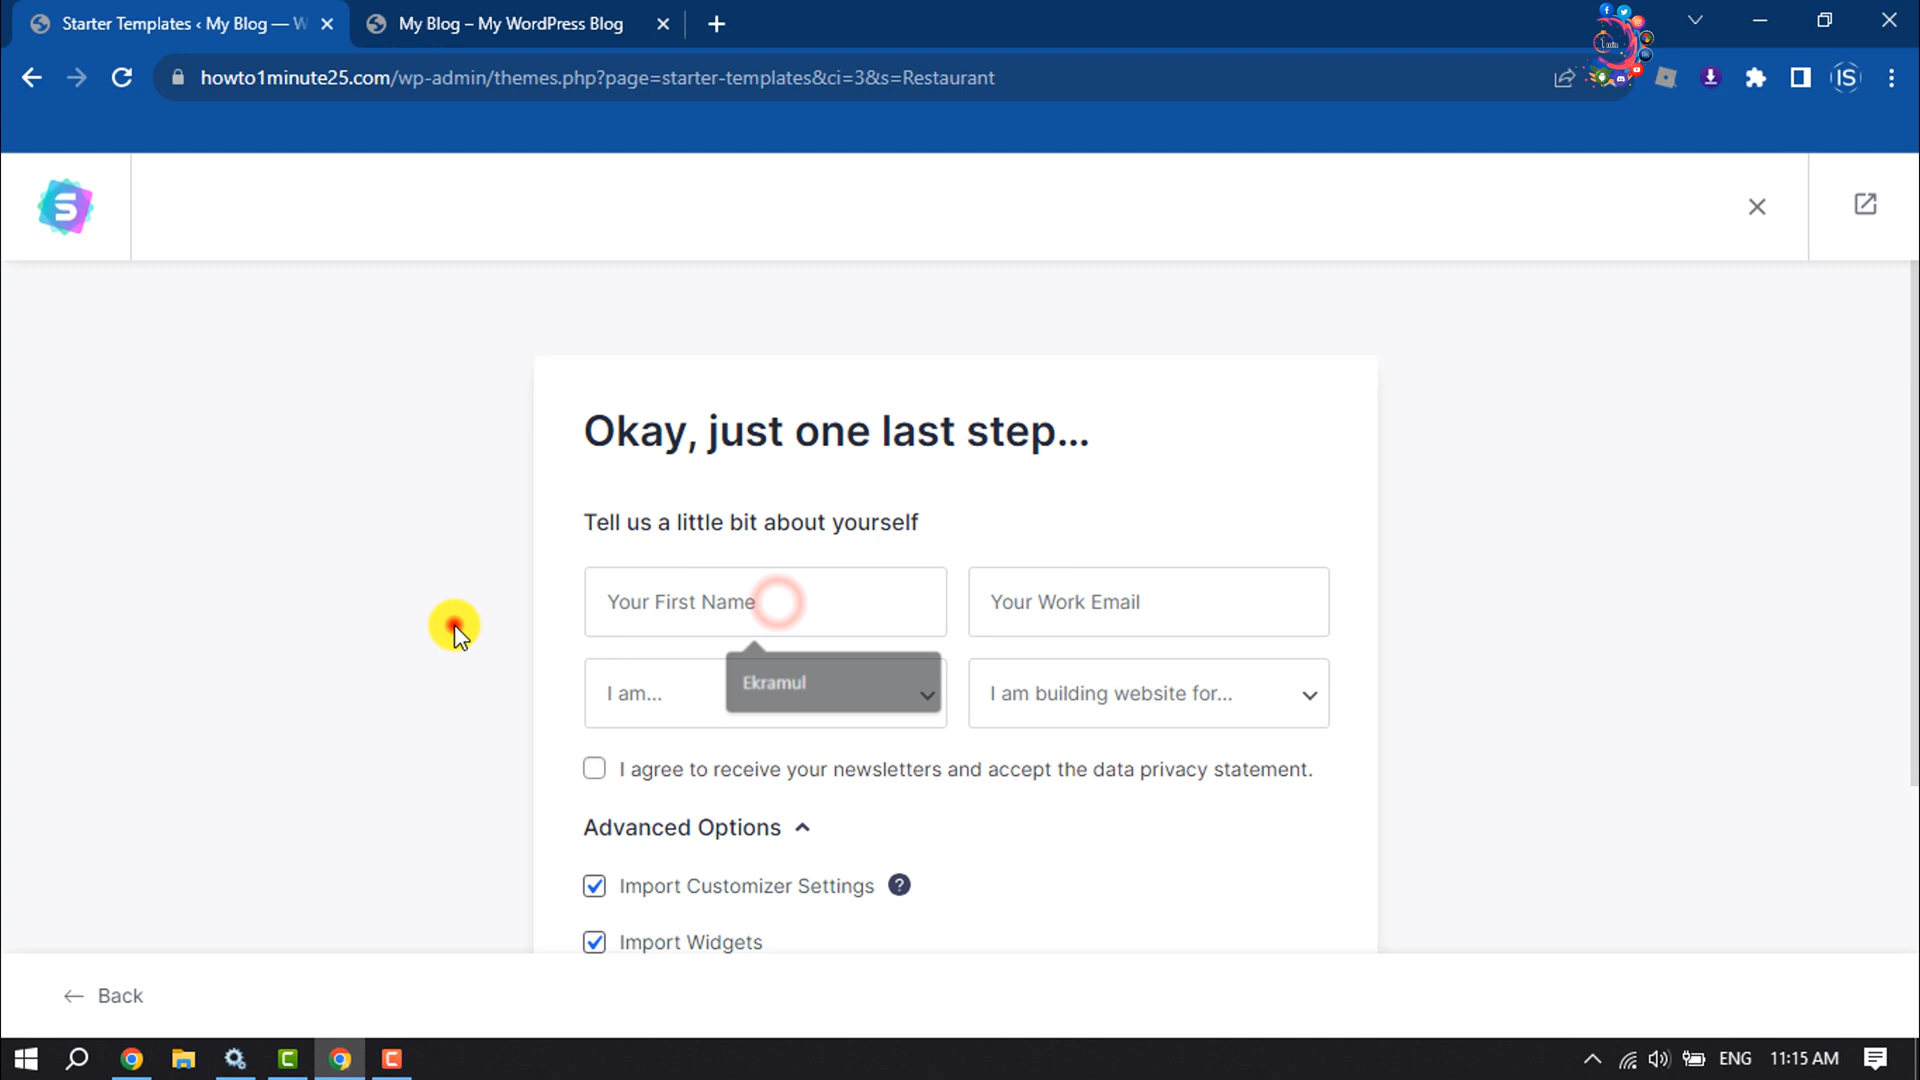 Starter Templates ‹ My Blog — W
My Blog – My WordPress Blog
howto1minute25.com/wp-admin/themes.php?page=starter-templates&ci=3&s=Restaurant
IS
S
Okay, just one last step...
Tell us a little bit about yourself
Your First Name
Your Work Email
Ekramul
I am...
I am building website for...
I agree to receive your newsletters and accept the data privacy statement.
Advanced Options
Import Customizer Settings ?
Import Widgets
← Back
ENG
11:15 AM